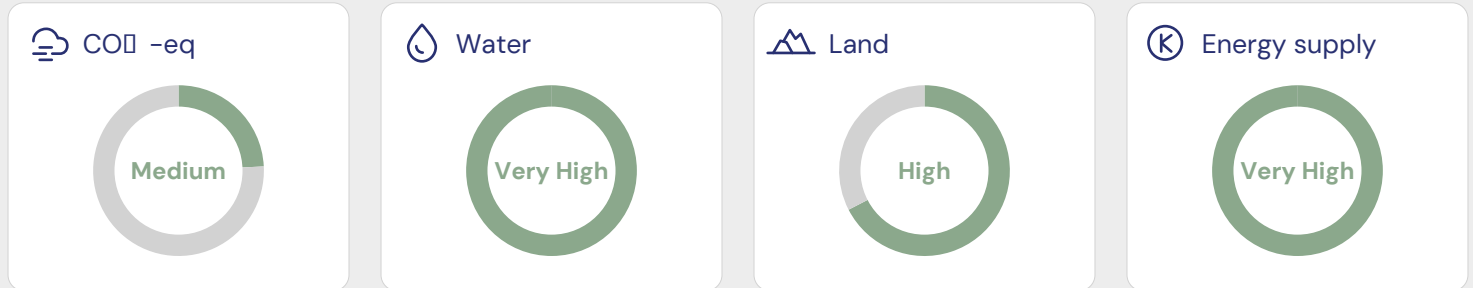 CO▯ -eq
Water
Land
Energy supply
Medium
Very High
High
Very High